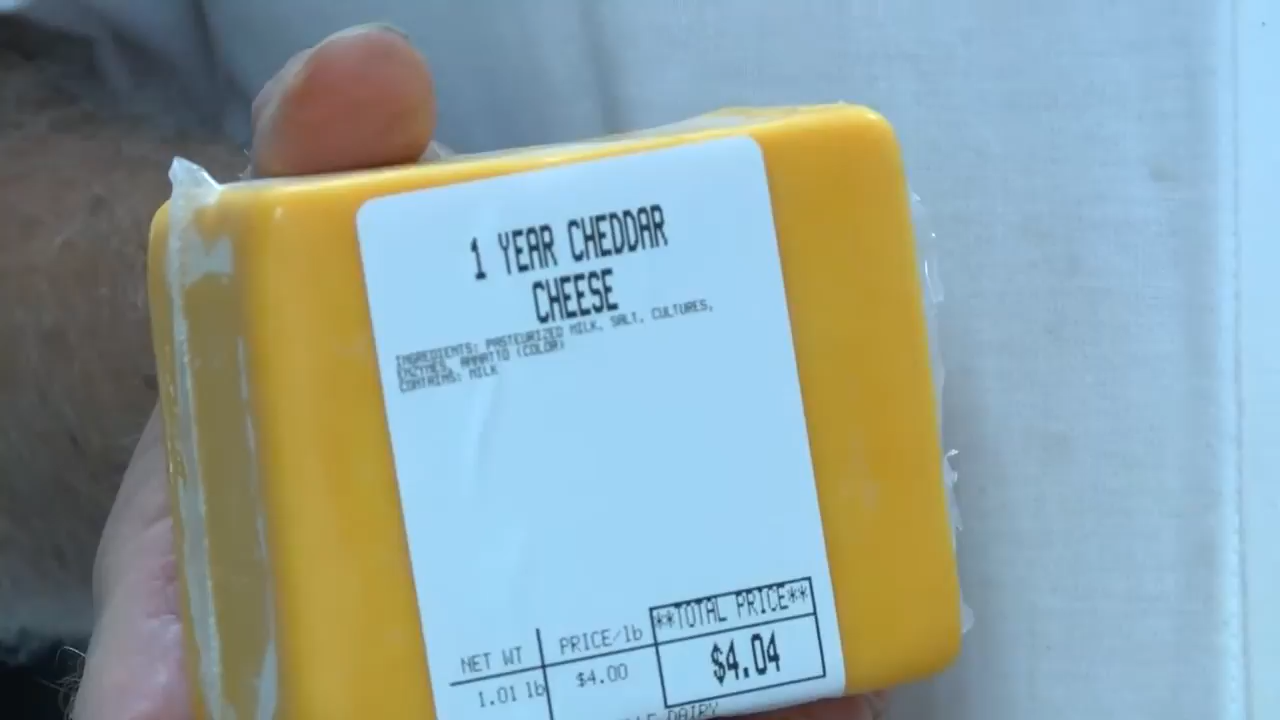 1 YEAR CHEDDAR
CHEESE
INGREDIENTS: PASTEURIZED MILK, SALT, CULTURES,
ENZYMES, ANNATTO (COLOR)
CONTAINS: MILK
NET WT PRICE/lb **TOTAL PRICE**
1.01 lb $4.00 $4.04
DAIRY